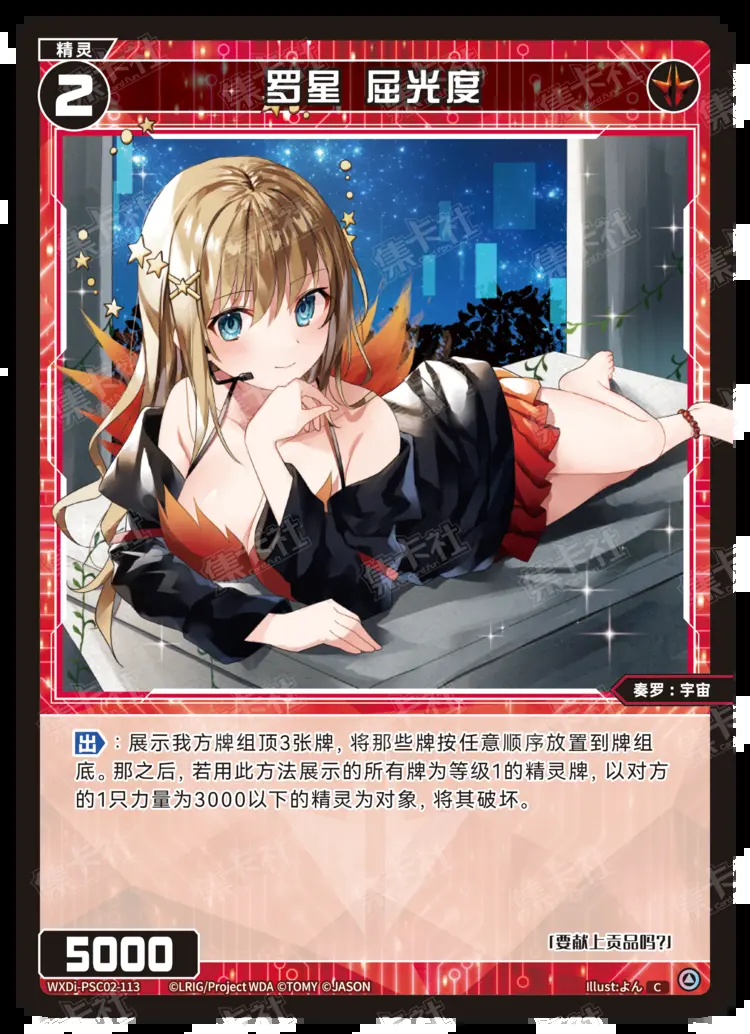 精灵
2
罗星 屈光度
奏罗：宇宙
出：展示我方牌组顶3张牌, 将那些牌按任意顺序放置到牌组
底。那之后, 若用此方法展示的所有牌为等级1的精灵牌, 以对方
的1只力量为3000以下的精灵为对象, 将其破坏。
「要献上贡品吗?」
5000
WXDi-PSC02-113 ©LRIG/Project WDA ©TOMY ©JASON Illust:よん C
集卡社